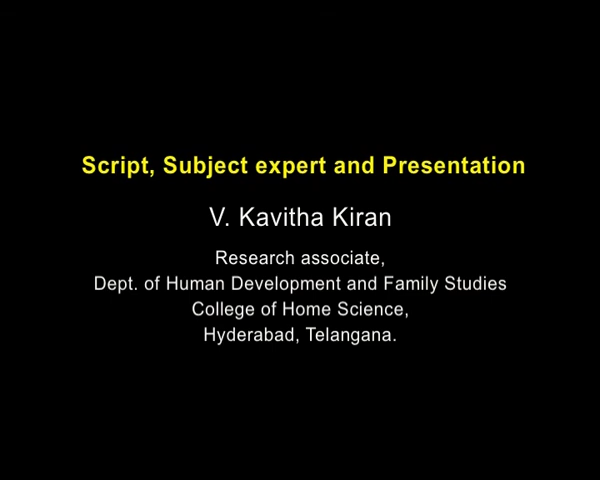 Script, Subject expert and Presentation
V. Kavitha Kiran
Research associate,
Dept. of Human Development and Family Studies
College of Home Science,
Hyderabad, Telangana.